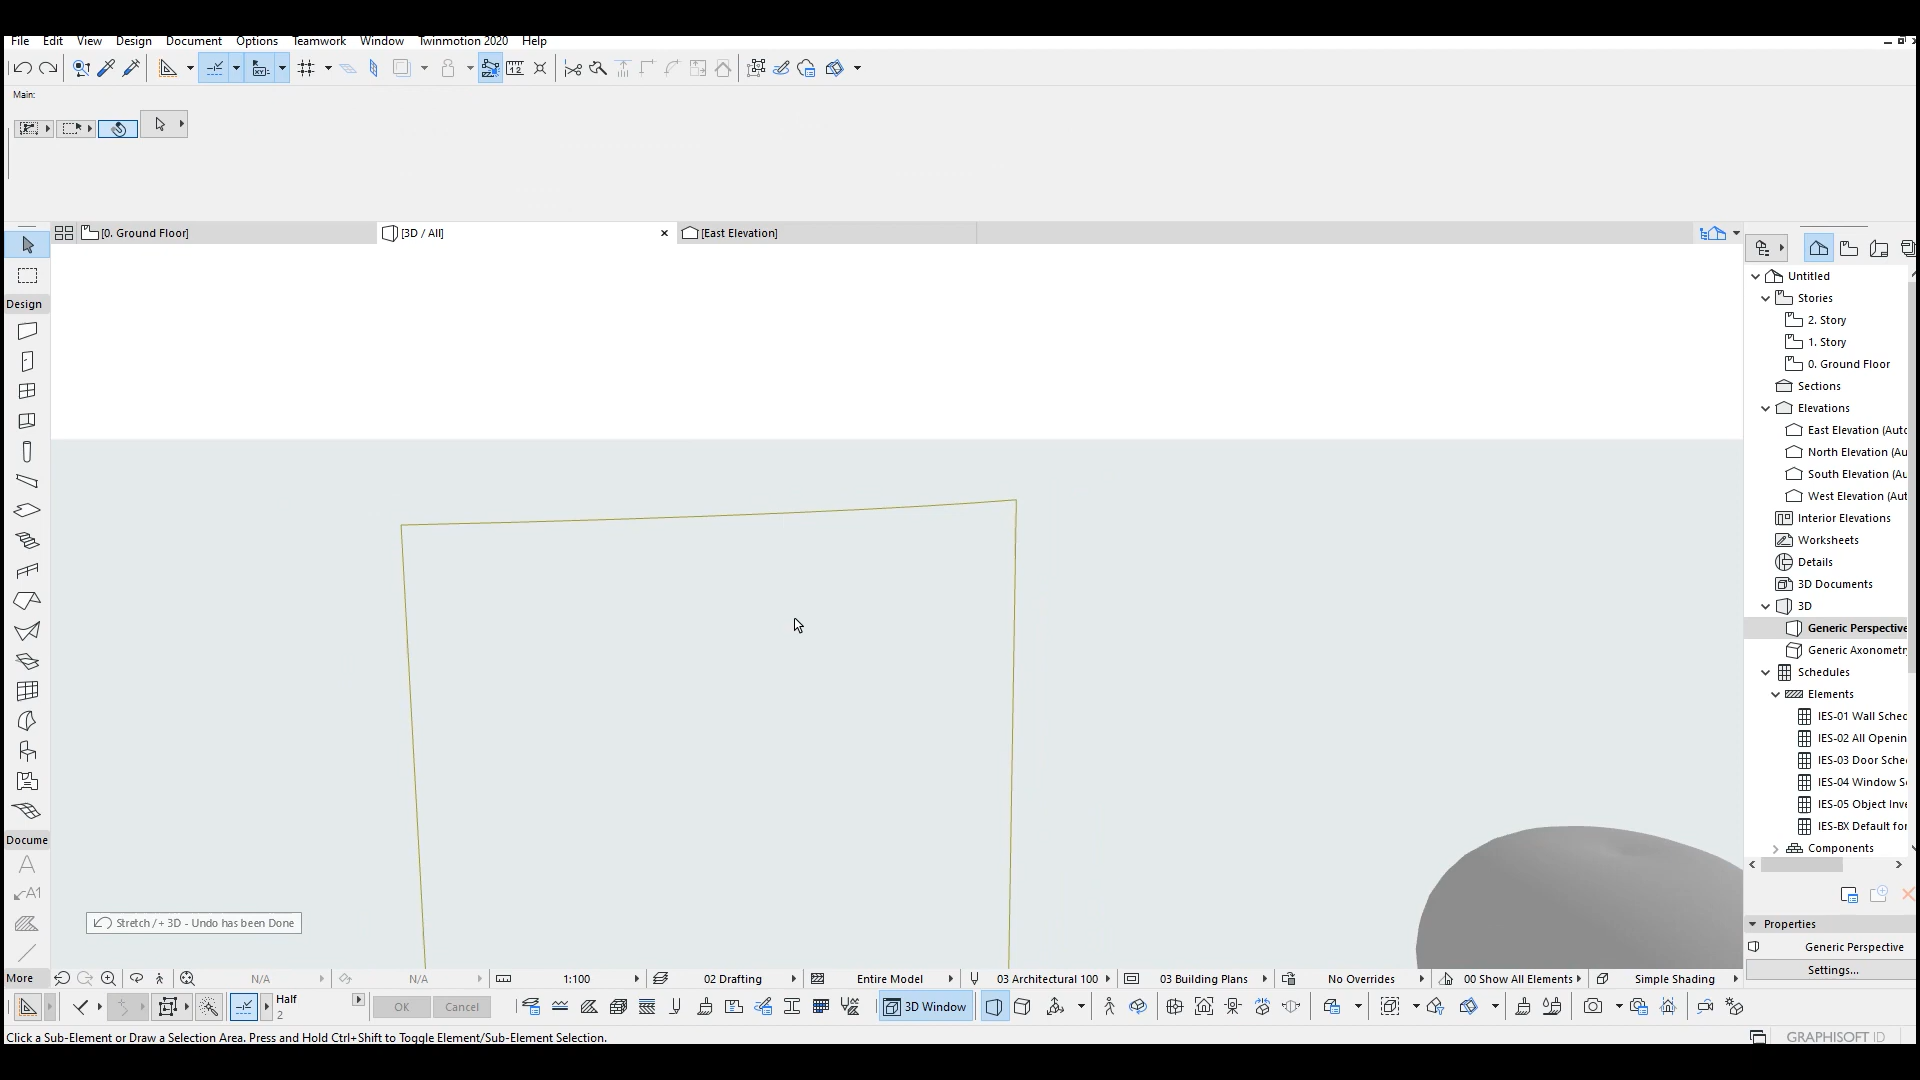 File Edit View Design Document Options Teamwork Window Twinmotion 2020 Help
Main:
[0. Ground Floor]
[3D / All]
[East Elevation]
Design
Docume
More
Untitled
Stories
2. Story
1. Story
0. Ground Floor
Sections
Elevations
East Elevation (Auto
North Elevation (Au
South Elevation (Au
West Elevation (Aut
Interior Elevations
Worksheets
Details
3D Documents
3D
Generic Perspective
Generic Axonometr
Schedules
Elements
IES-01 Wall Sched
IES-02 All Openin
IES-03 Door Sche
IES-04 Window S
IES-05 Object Inve
IES-BX Default for
Components
Properties
Generic Perspective
Settings...
Stretch / + 3D - Undo has been Done
N/A N/A 1:100 02 Drafting Entire Model 03 Architectural 100 03 Building Plans No Overrides 00 Show All Elements Simple Shading
Half
2
OK Cancel 3D Window
Click a Sub-Element or Draw a Selection Area. Press and Hold Ctrl+Shift to Toggle Element/Sub-Element Selection.
GRAPHISOFT ID